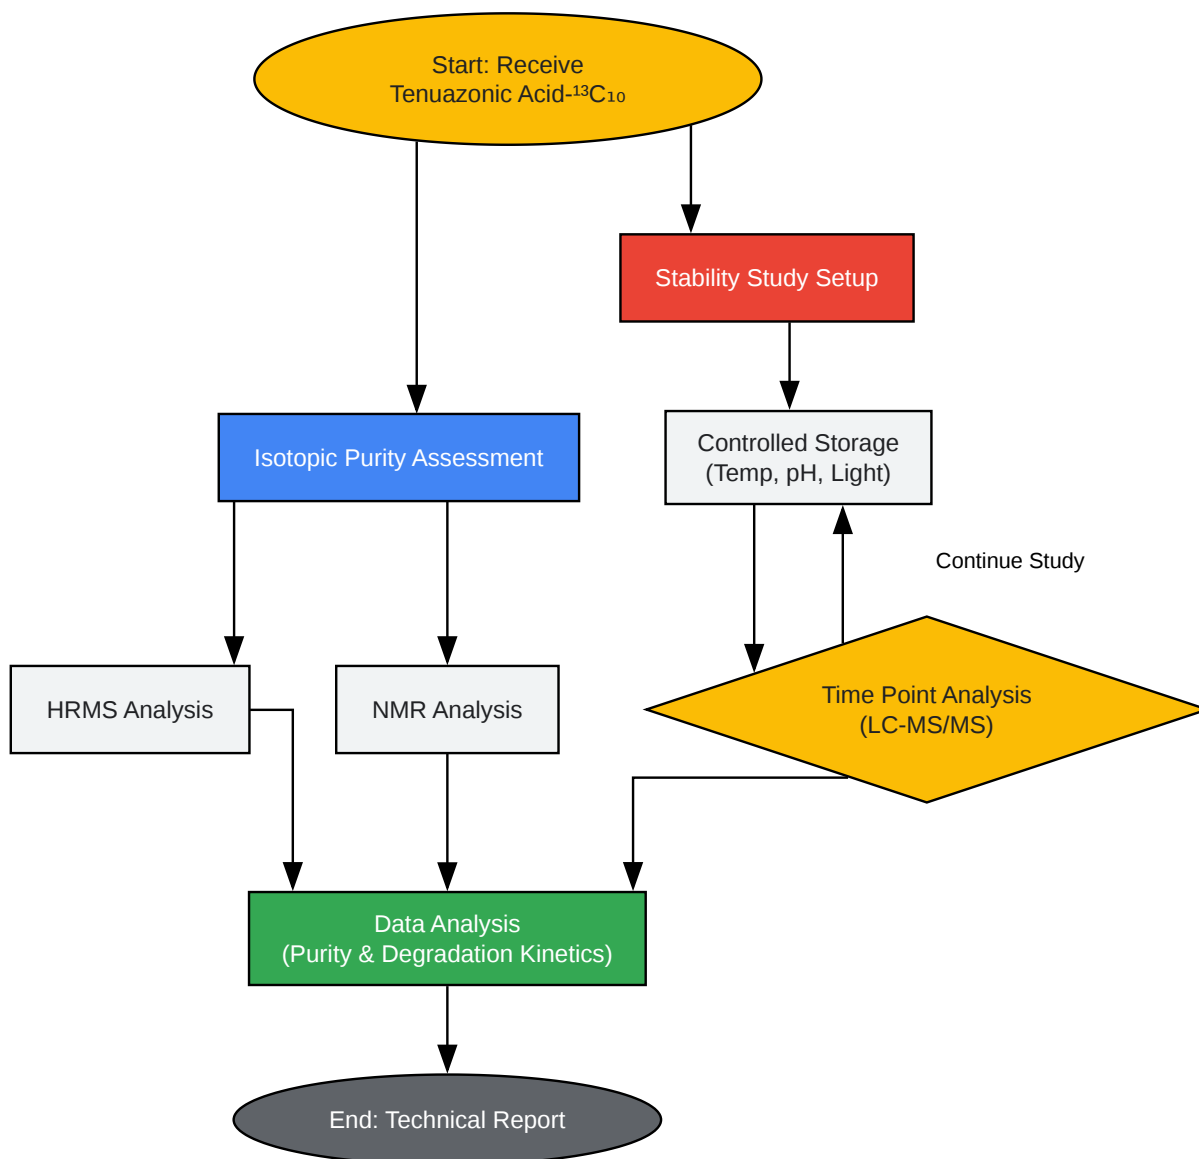 Start: Receive
Tenuazonic Acid-¹³C₁₀
Stability Study Setup
Isotopic Purity Assessment
Controlled Storage
(Temp, pH, Light)
Continue Study
HRMS Analysis
NMR Analysis
Time Point Analysis
(LC-MS/MS)
Data Analysis
(Purity & Degradation Kinetics)
End: Technical Report